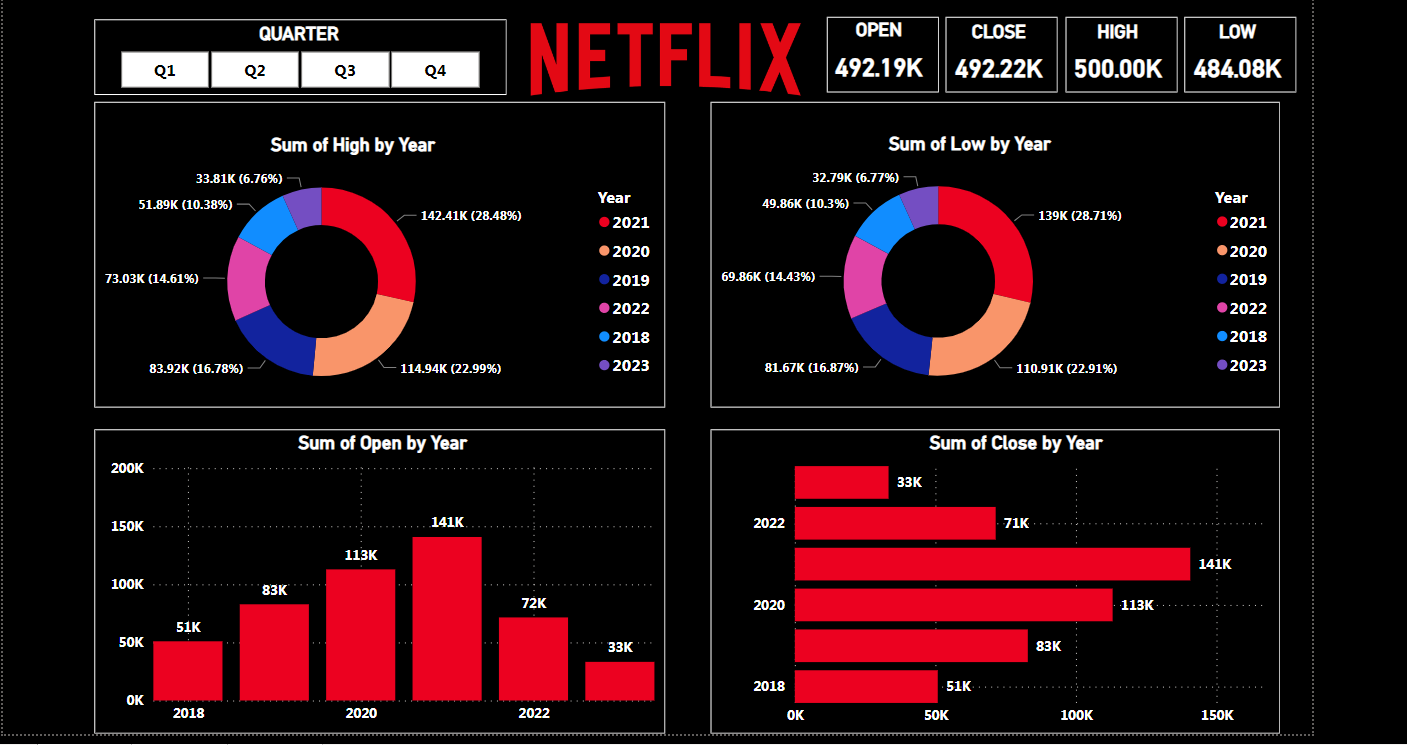 QUARTER
Q1 Q2 Q3 Q4
NETFLIX
OPEN
492.19K
CLOSE
492.22K
HIGH
500.00K
LOW
484.08K
Sum of High by Year
33.81K (6.76%)
51.89K (10.38%)
142.41K (28.48%)
73.03K (14.61%)
83.92K (16.78%)
114.94K (22.99%)
Year
2021
2020
2019
2022
2018
2023
Sum of Low by Year
32.79K (6.77%)
49.86K (10.3%)
139K (28.71%)
69.86K (14.43%)
81.67K (16.87%)
110.91K (22.91%)
Year
2021
2020
2019
2022
2018
2023
Sum of Open by Year
200K
150K
100K
50K
0K
51K
83K
113K
141K
72K
33K
2018 2020 2022
Sum of Close by Year
33K
2022 71K
141K
2020 113K
83K
2018 51K
0K 50K 100K 150K